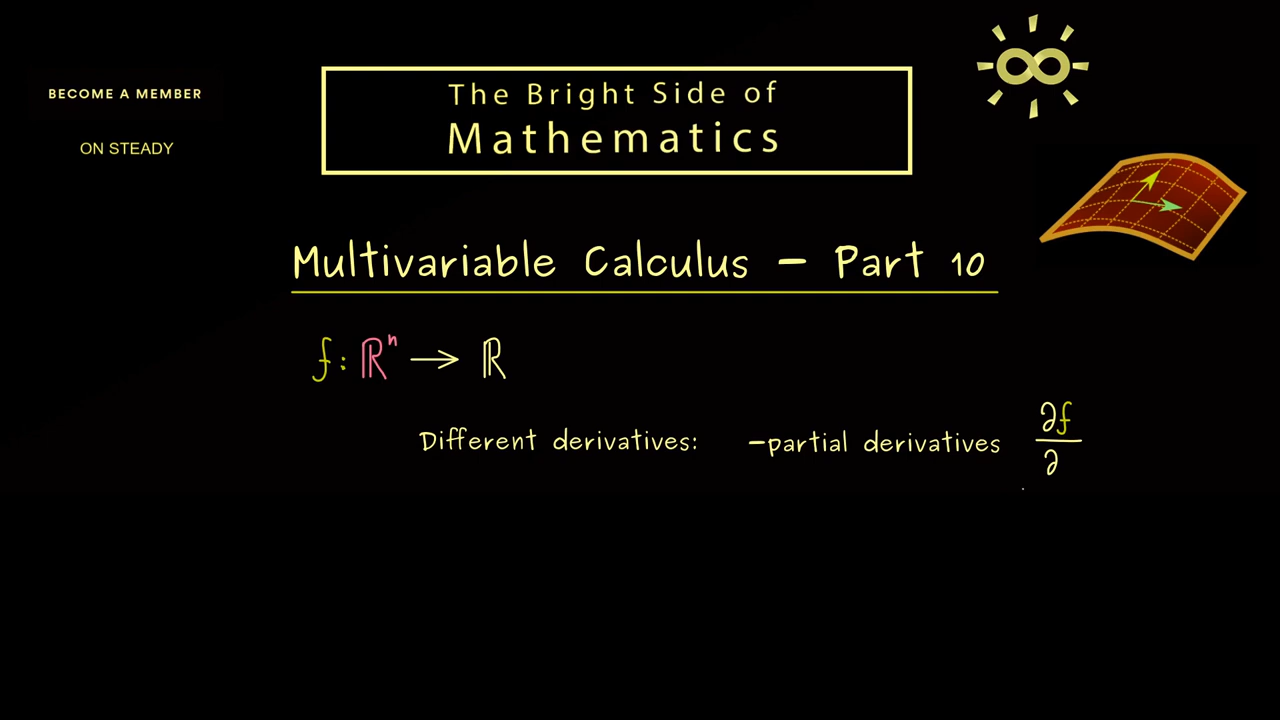 BECOME A MEMBER
ON STEADY
The Bright Side of
Mathematics
Multivariable Calculus – Part 10
f: ℝⁿ ⟶ ℝ
Different derivatives: –partial derivatives ∂f/∂